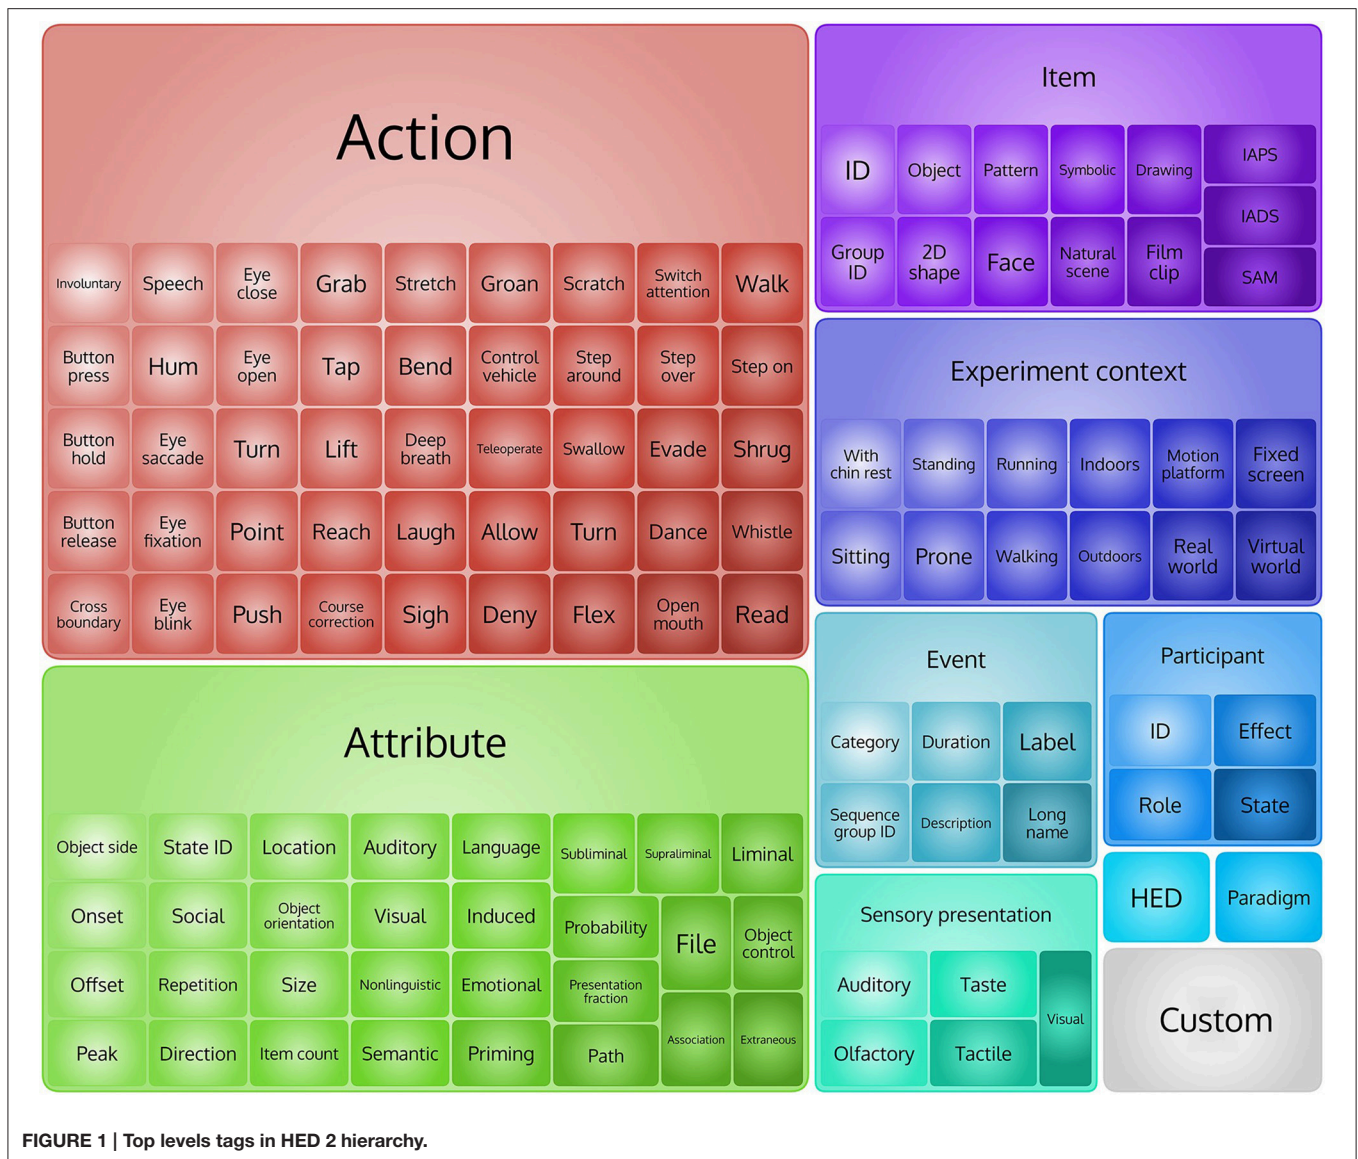 Action
Involuntary
Speech
Eye
close
Grab
Stretch
Groan
Scratch
Switch
attention
Walk
Button
press
Hum
Eye
open
Tap
Bend
Control
vehicle
Step
around
Step
over
Step on
Button
hold
Eye
saccade
Turn
Lift
Deep
breath
Teleoperate
Swallow
Evade
Shrug
Button
release
Eye
fixation
Point
Reach
Laugh
Allow
Turn
Dance
Whistle
Cross
boundary
Eye
blink
Push
Course
correction
Sigh
Deny
Flex
Open
mouth
Read
Item
ID
Object
Pattern
Symbolic
Drawing
IAPS
IADS
SAM
Group
ID
2D
shape
Face
Natural
scene
Film
clip
Experiment context
With
chin rest
Standing
Running
Indoors
Motion
platform
Fixed
screen
Sitting
Prone
Walking
Outdoors
Real
world
Virtual
world
Attribute
Object side
State ID
Location
Auditory
Language
Subliminal
Supraliminal
Liminal
Onset
Social
Object
orientation
Visual
Induced
Probability
File
Object
control
Offset
Repetition
Size
Nonlinguistic
Emotional
Presentation
fraction
Peak
Direction
Item count
Semantic
Priming
Path
Association
Extraneous
Event
Category
Duration
Label
Sequence
group ID
Description
Long
name
Participant
ID
Effect
Role
State
HED
Paradigm
Sensory presentation
Auditory
Taste
Visual
Olfactory
Tactile
Custom
FIGURE 1 | Top levels tags in HED 2 hierarchy.